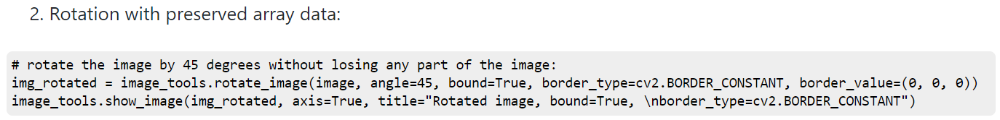 2. Rotation with preserved array data:
# rotate the image by 45 degrees without losing any part of the image:
img_rotated = image_tools.rotate_image(image, angle=45, bound=True, border_type=cv2.BORDER_CONSTANT, border_value=(0, 0, 0))
image_tools.show_image(img_rotated, axis=True, title="Rotated image, bound=True, \nborder_type=cv2.BORDER_CONSTANT")